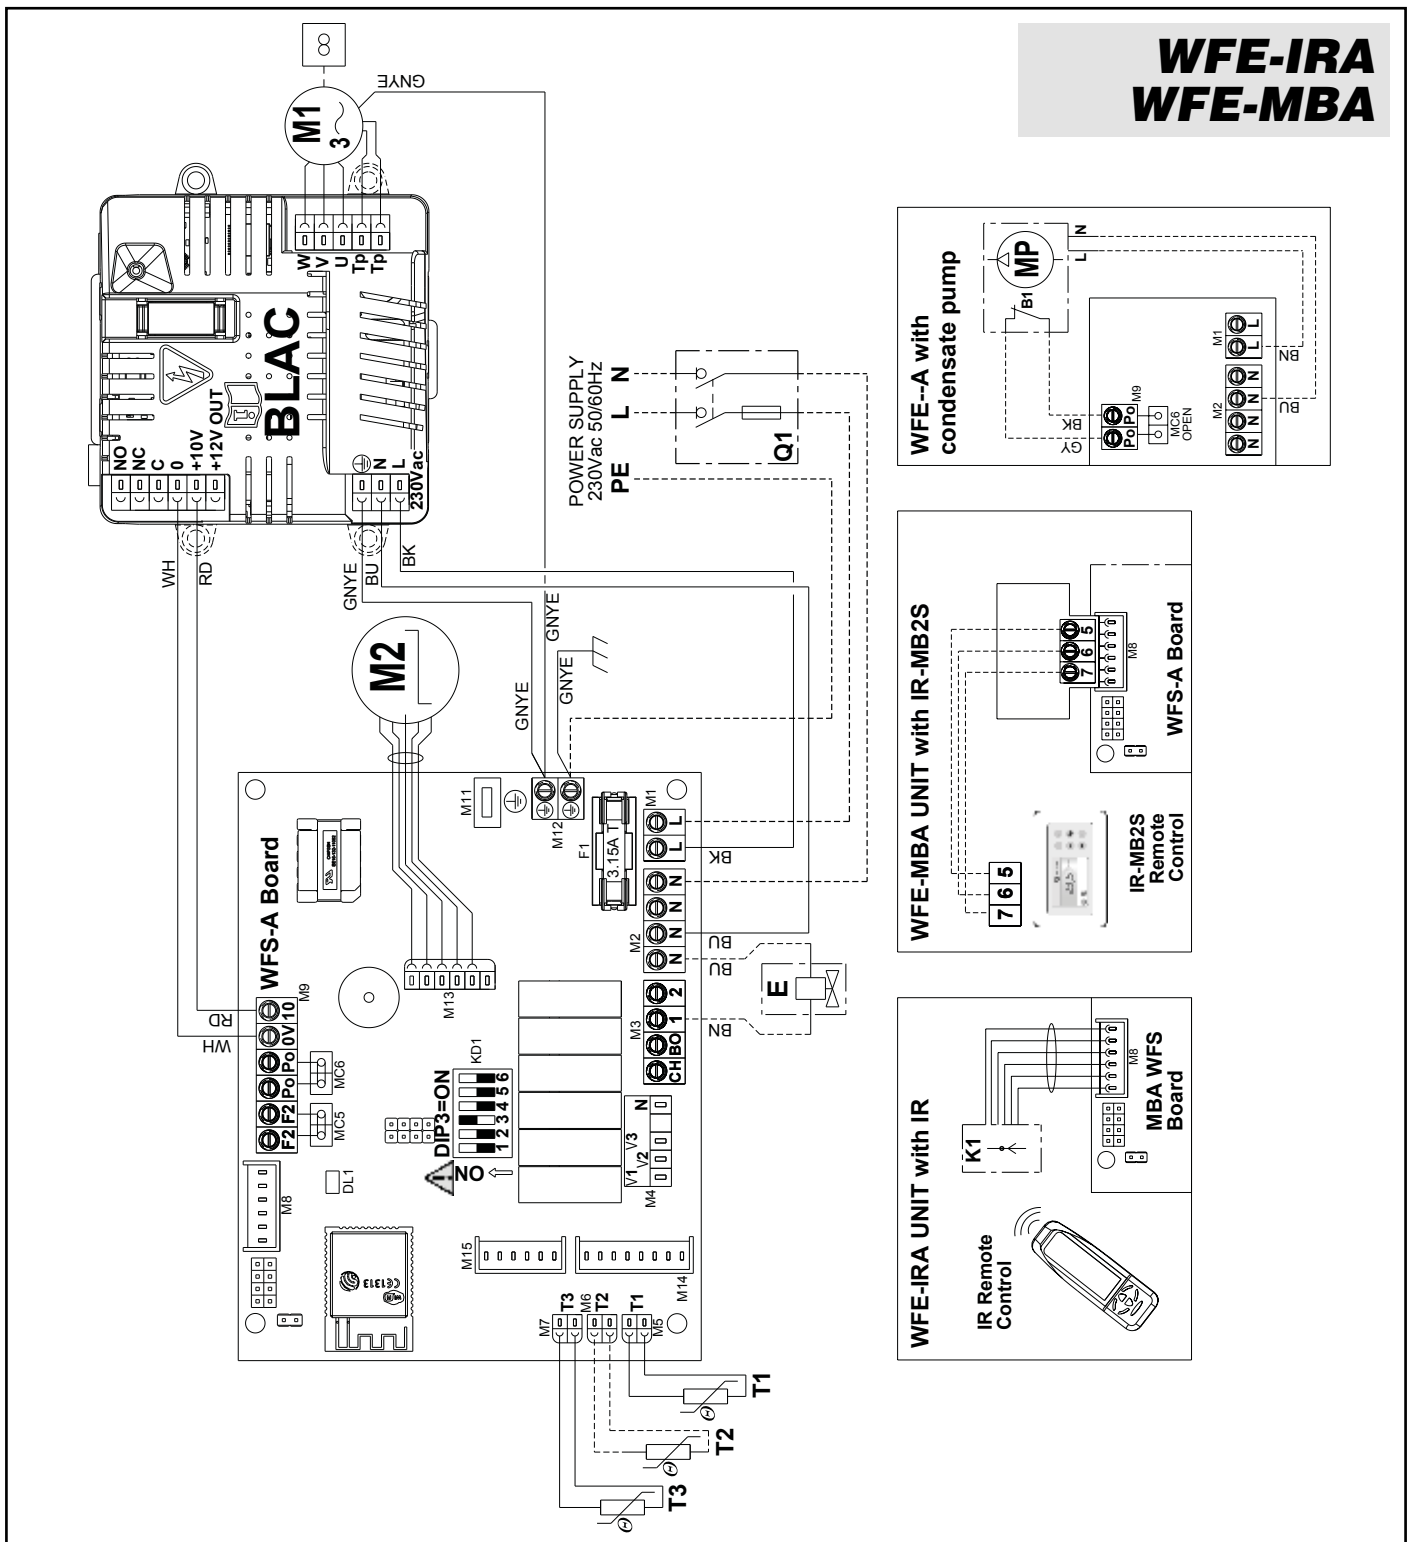 WFE-IRA
WFE-MBA
8
GNYE
M1
3
W
V
U
Tp
Tp
BLAC
NO
NC
C
0
+10V
+12V OUT
N
L
230Vac
WH
RD
GNYE
BU
BK
POWER SUPPLY
230Vac 50/60Hz
PE
L
N
Q1
M2
GNYE
GNYE
GNYE
WFS-A Board
M11
M12
F1
3.15A T
M1
L
L
BK
N
N
N
N
M2
BU
BU
E
BN
2
1
BO
CH
M3
M13
RD
WH
M9
10
0V
Po
Po
F2
F2
MC6
MC5
KD1
DIP3=ON
1 2 3 4 5 6
ON
N
V3
V2
V1
M4
DL1
M8
CE1313
M15
M14
M7
T3
M6
T2
T1
M5
T1
T2
T3
WFE--A with
condensate pump
MP
B1
N
L
M1
L
L
BN
M2
N
N
N
N
BU
M9
Po
Po
BK
GY
MC6
OPEN
WFE-MBA UNIT with IR-MB2S
5
6
7
M8
WFS-A Board
7 6 5
IR-MB2S
Remote
Control
WFE-IRA UNIT with IR
K1
M8
MBA WFS
Board
IR Remote
Control